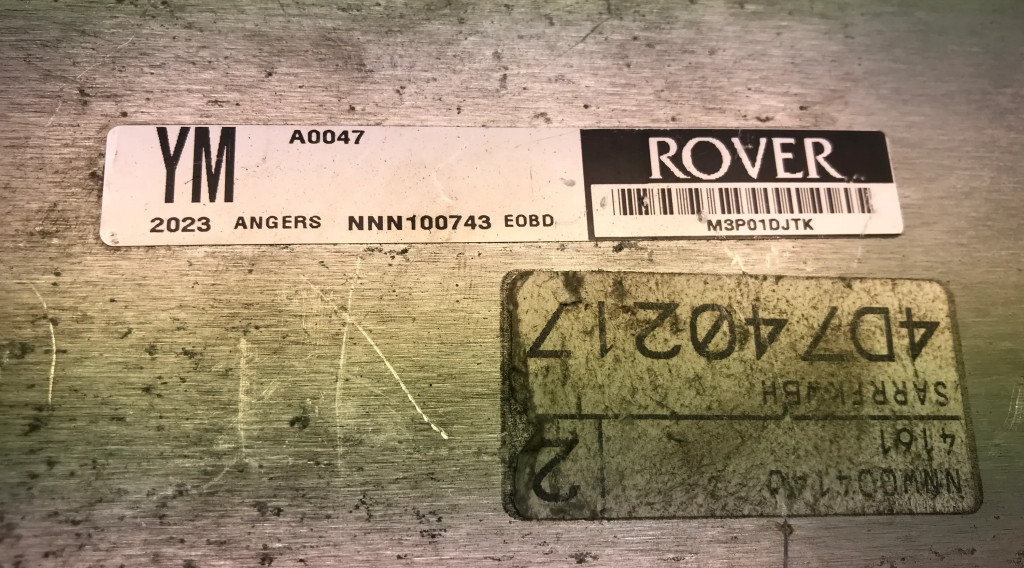 YM
A0047
2023 ANGERS NNN100743 EOBD
ROVER
M3P01DJTK
4D740217
4161
2